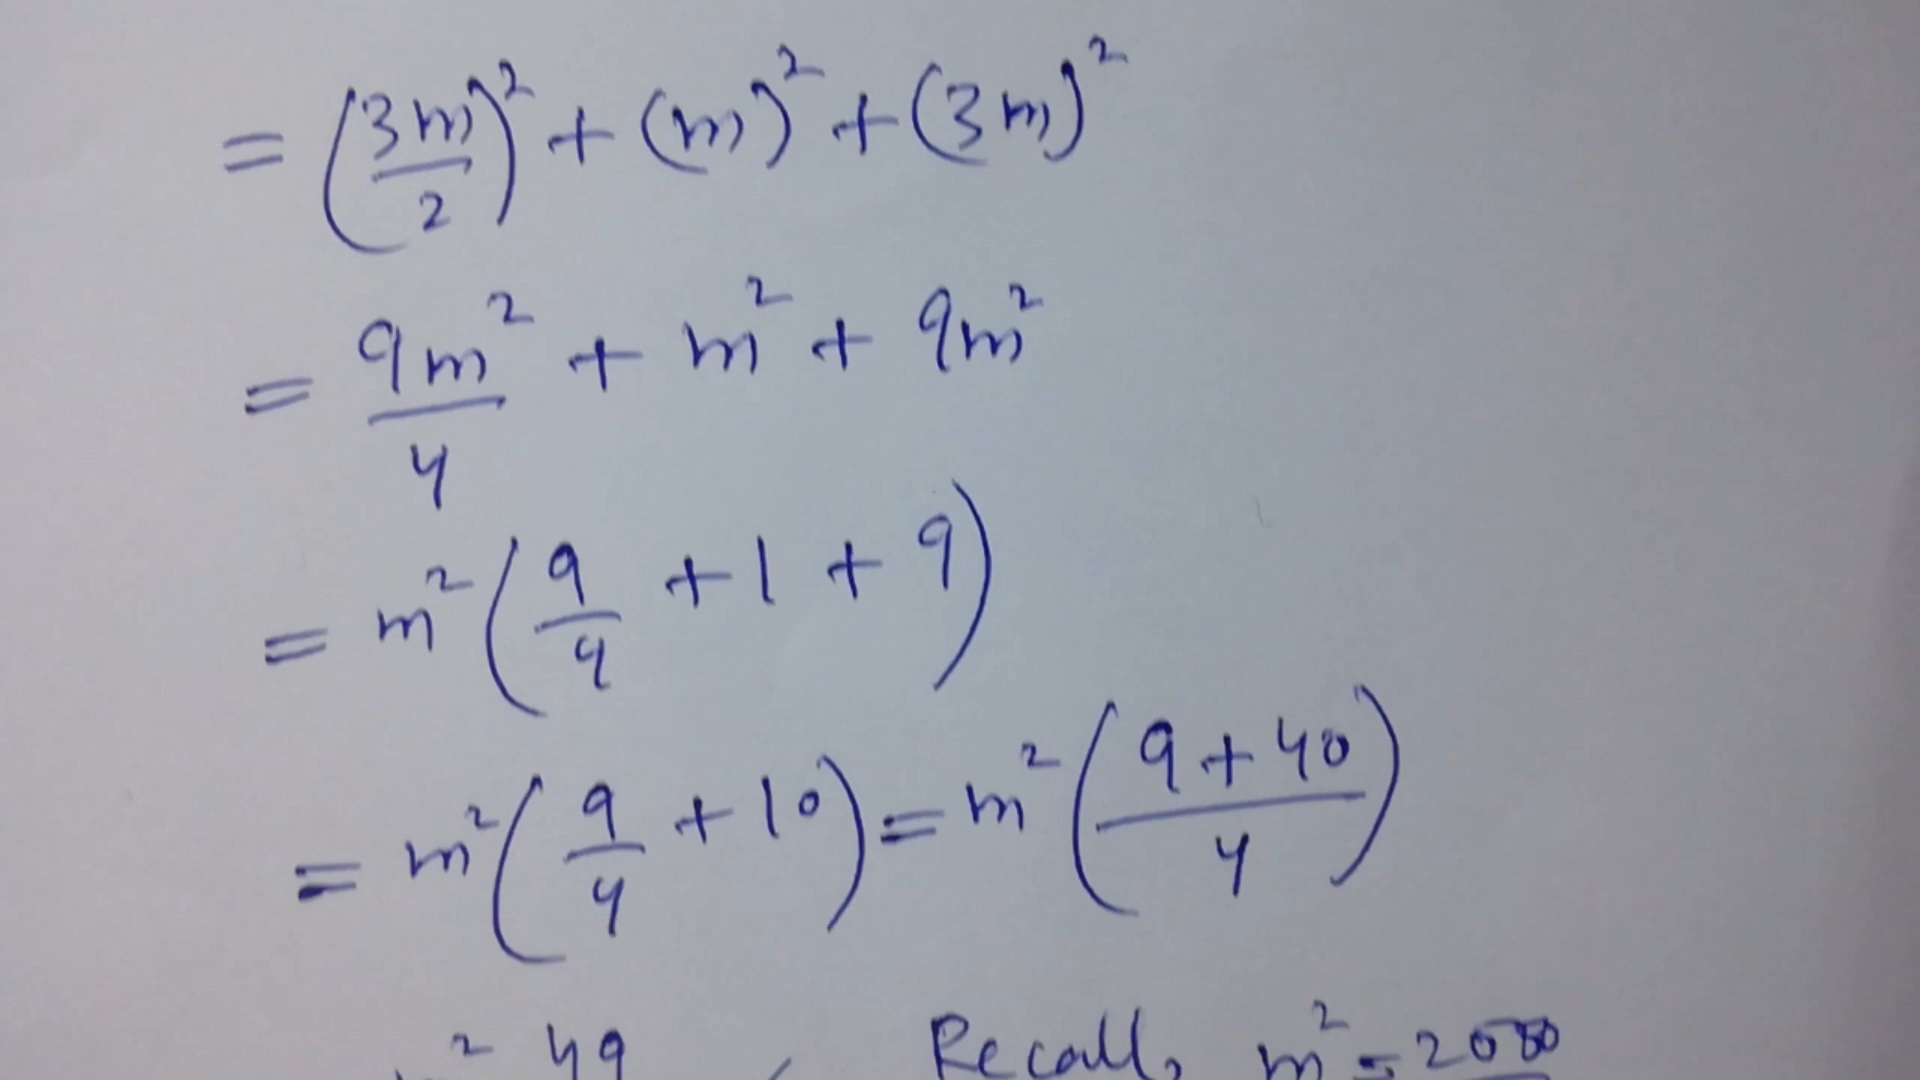 = (3m/2)² + (m)² + (3m)²
= 9m²/4 + m² + 9m²
= m² (9/4 + 1 + 9)
= m² (9/4 + 10) = m² (9+40/4)
m² 49 , Recall, m² = 2000